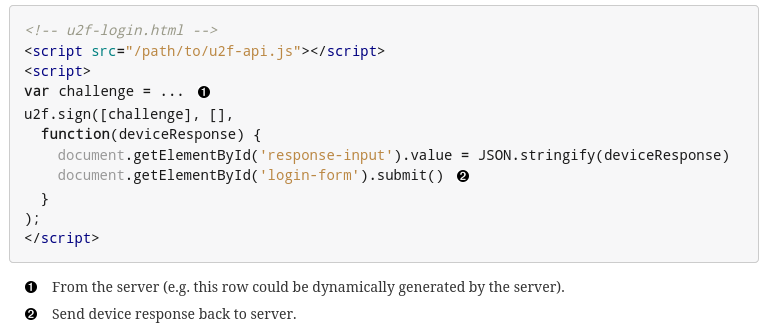 <!-- u2f-login.html -->
<script src="/path/to/u2f-api.js"></script>
<script>
var challenge = ... ❶
u2f.sign([challenge], [],
  function(deviceResponse) {
    document.getElementById('response-input').value = JSON.stringify(deviceResponse)
    document.getElementById('login-form').submit() ❷
  }
);
</script>
❶ From the server (e.g. this row could be dynamically generated by the server).
❷ Send device response back to server.